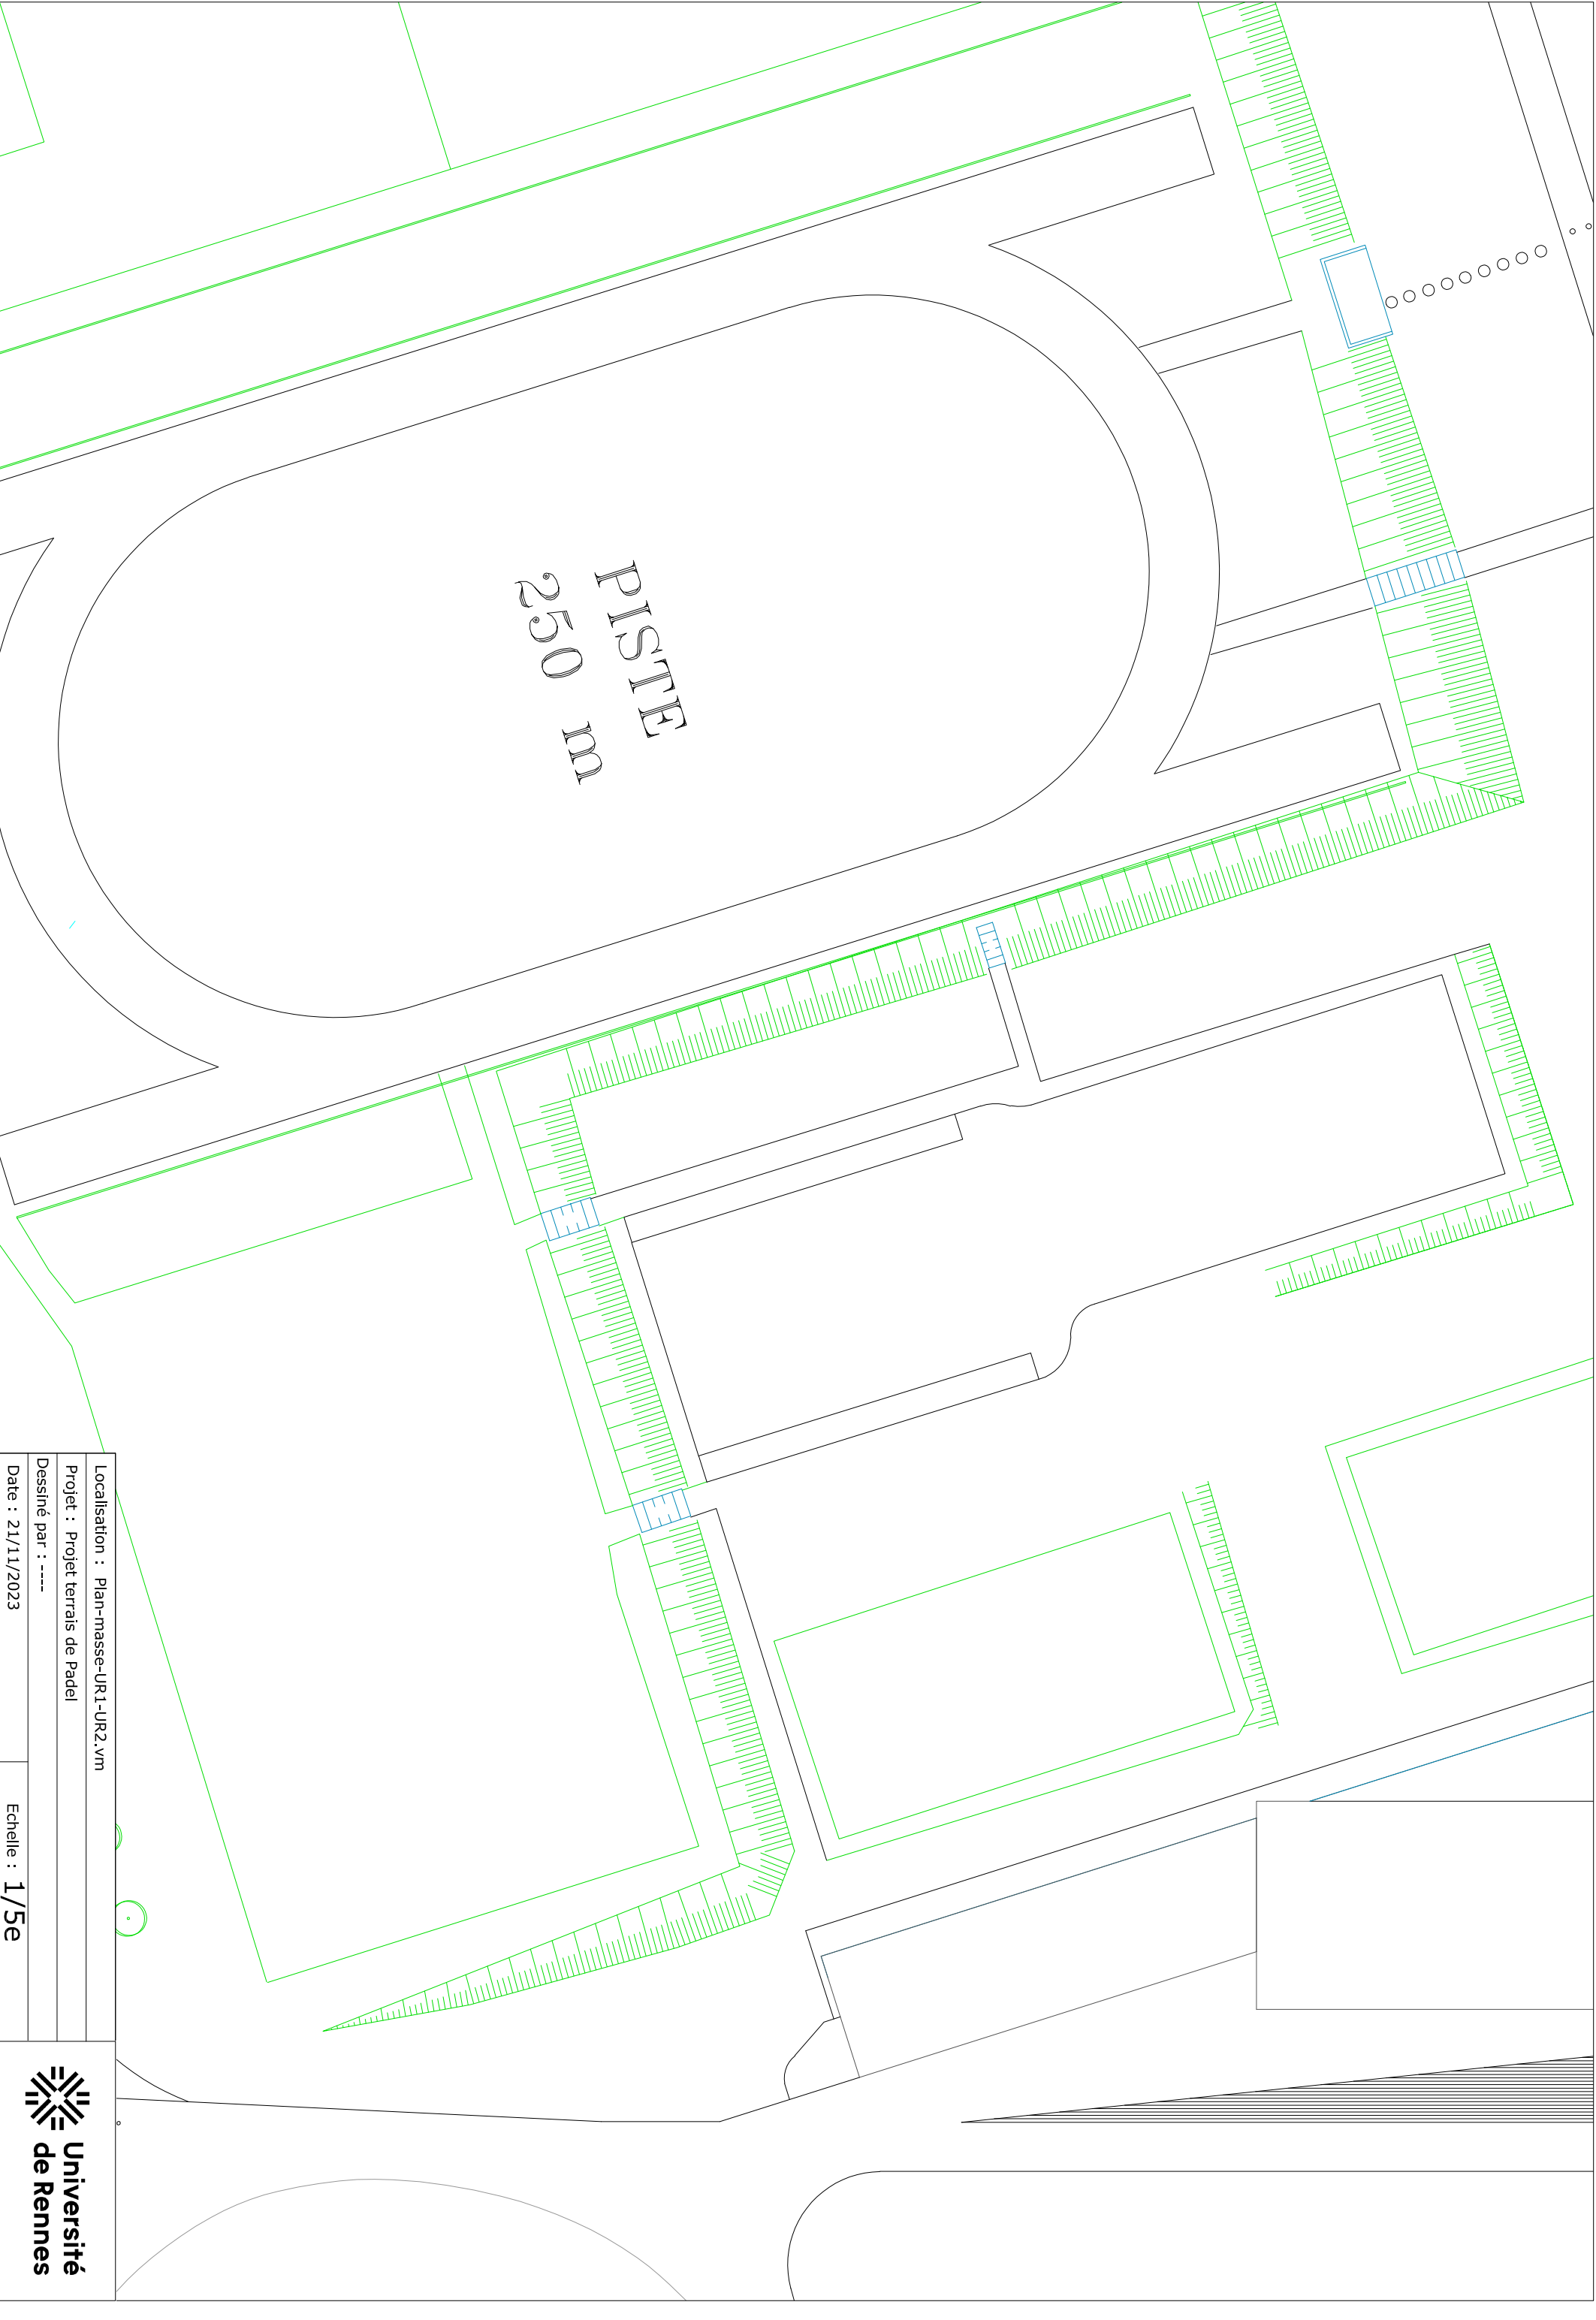 PISTE
250 m
Localisation : Plan-masse-UR1-UR2.vm
Projet : Projet terrais de Padel
Dessiné par : ----
Date : 21/11/2023
Echelle : 1/5e
Université
de Rennes